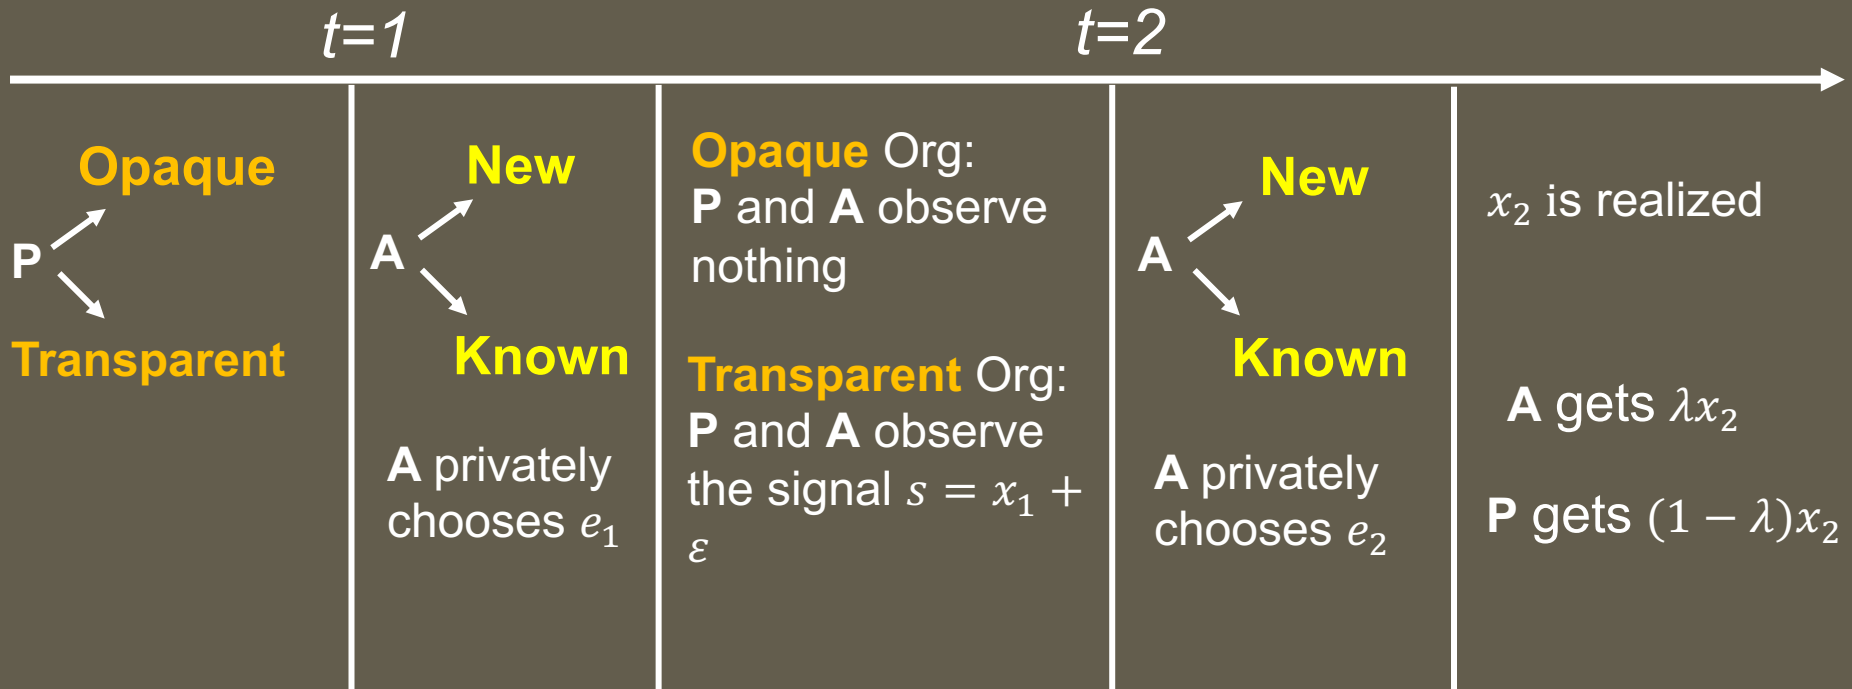 t=1
t=2
Opaque
P
Transparent
New
A
Known
A privately
chooses e₁
Opaque Org:
P and A observe
nothing
Transparent Org:
P and A observe
the signal s = x₁ +
ε
New
A
Known
A privately
chooses e₂
x₂ is realized
A gets λx₂
P gets (1 − λ)x₂